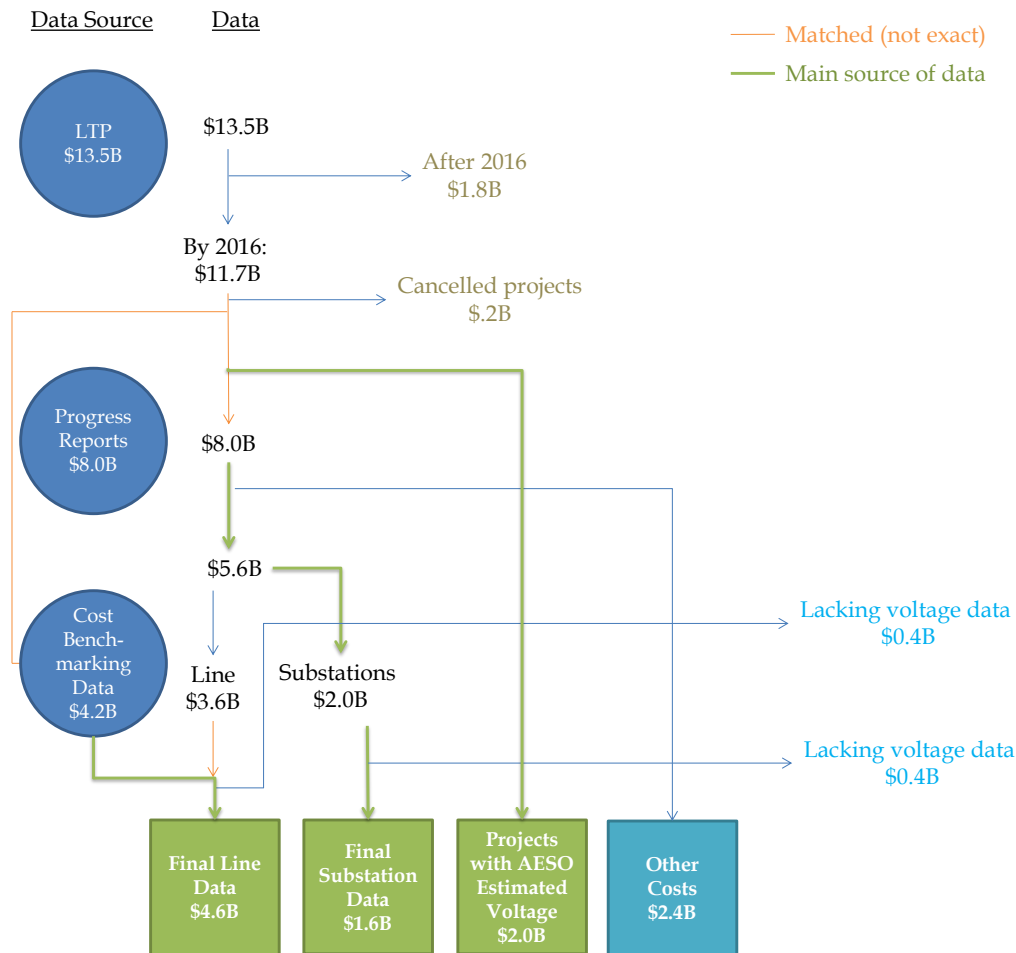 Data Source
Data
Matched (not exact)
Main source of data
LTP
$13.5B
$13.5B
After 2016
$1.8B
By 2016:
$11.7B
Cancelled projects
$.2B
Progress
Reports
$8.0B
$8.0B
$5.6B
Cost
Bench-
marking
Data
$4.2B
Line
$3.6B
Substations
$2.0B
Lacking voltage data
$0.4B
Lacking voltage data
$0.4B
Final Line
Data
$4.6B
Final
Substation
Data
$1.6B
Projects
with AESO
Estimated
Voltage
$2.0B
Other
Costs
$2.4B